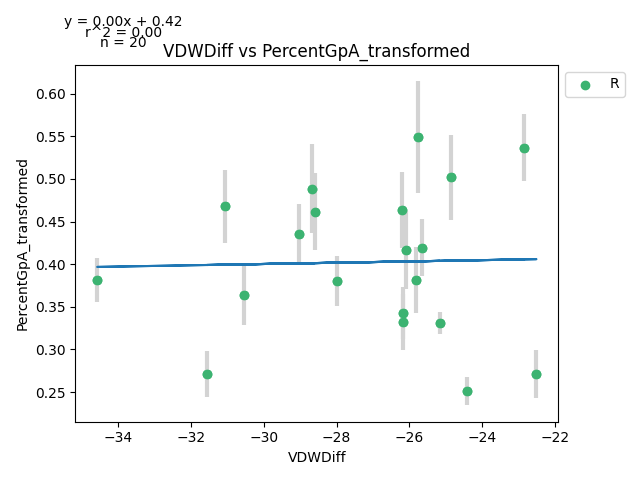 y = 0.00x + 0.42
r^2 = 0.00
n = 20
VDWDiff vs PercentGpA_transformed
R
PercentGpA_transformed
0.60
0.55
0.50
0.45
0.40
0.35
0.30
0.25
−34
−32
−30
−28
−26
−24
−22
VDWDiff